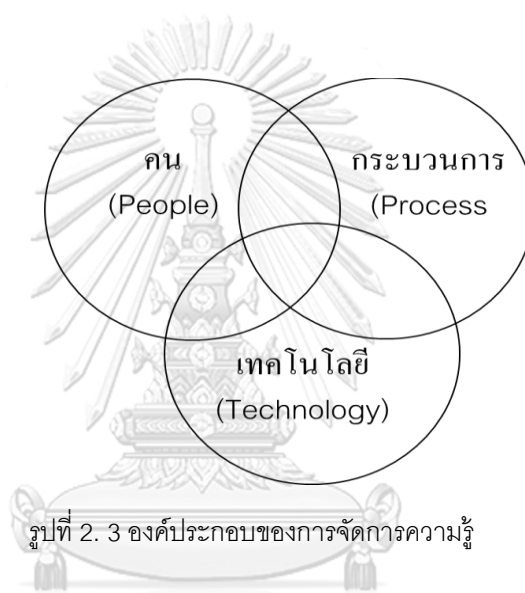 คน
(People)
กระบวนการ
(Process
เทคโนโลยี
(Technology)
รูปที่ 2. 3 องค์ประกอบของการจัดการความรู้